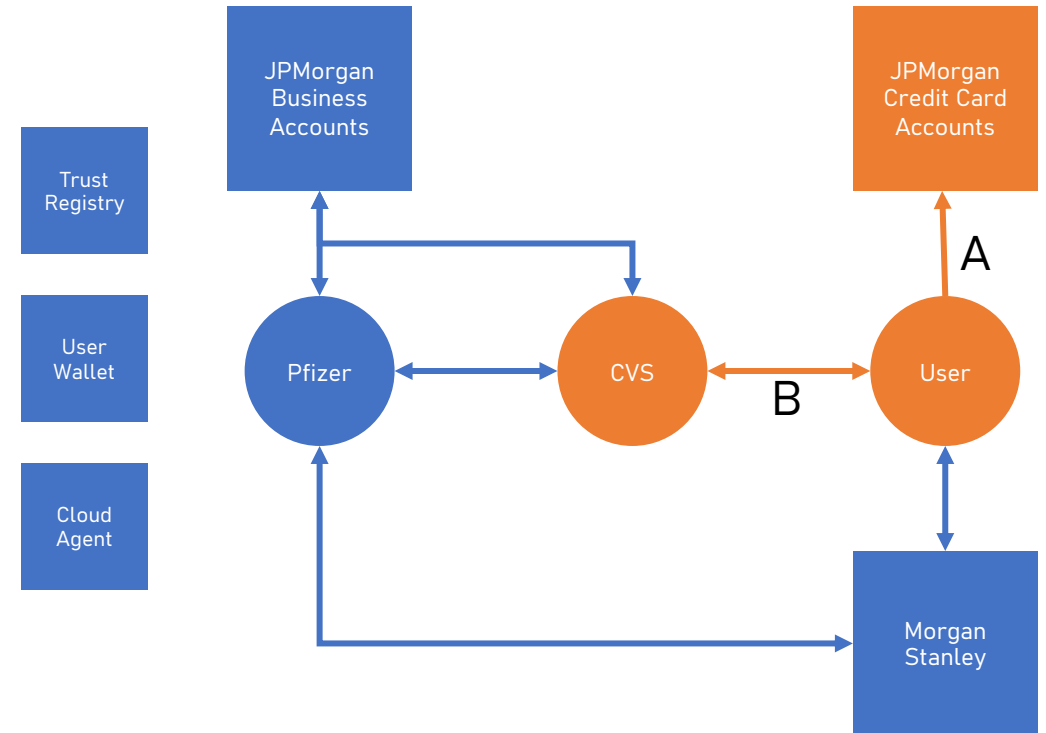 JPMorgan
Business
Accounts
JPMorgan
Credit Card
Accounts
Trust
Registry
A
User
Wallet
Pfizer
CVS
User
B
Cloud
Agent
Morgan
Stanley